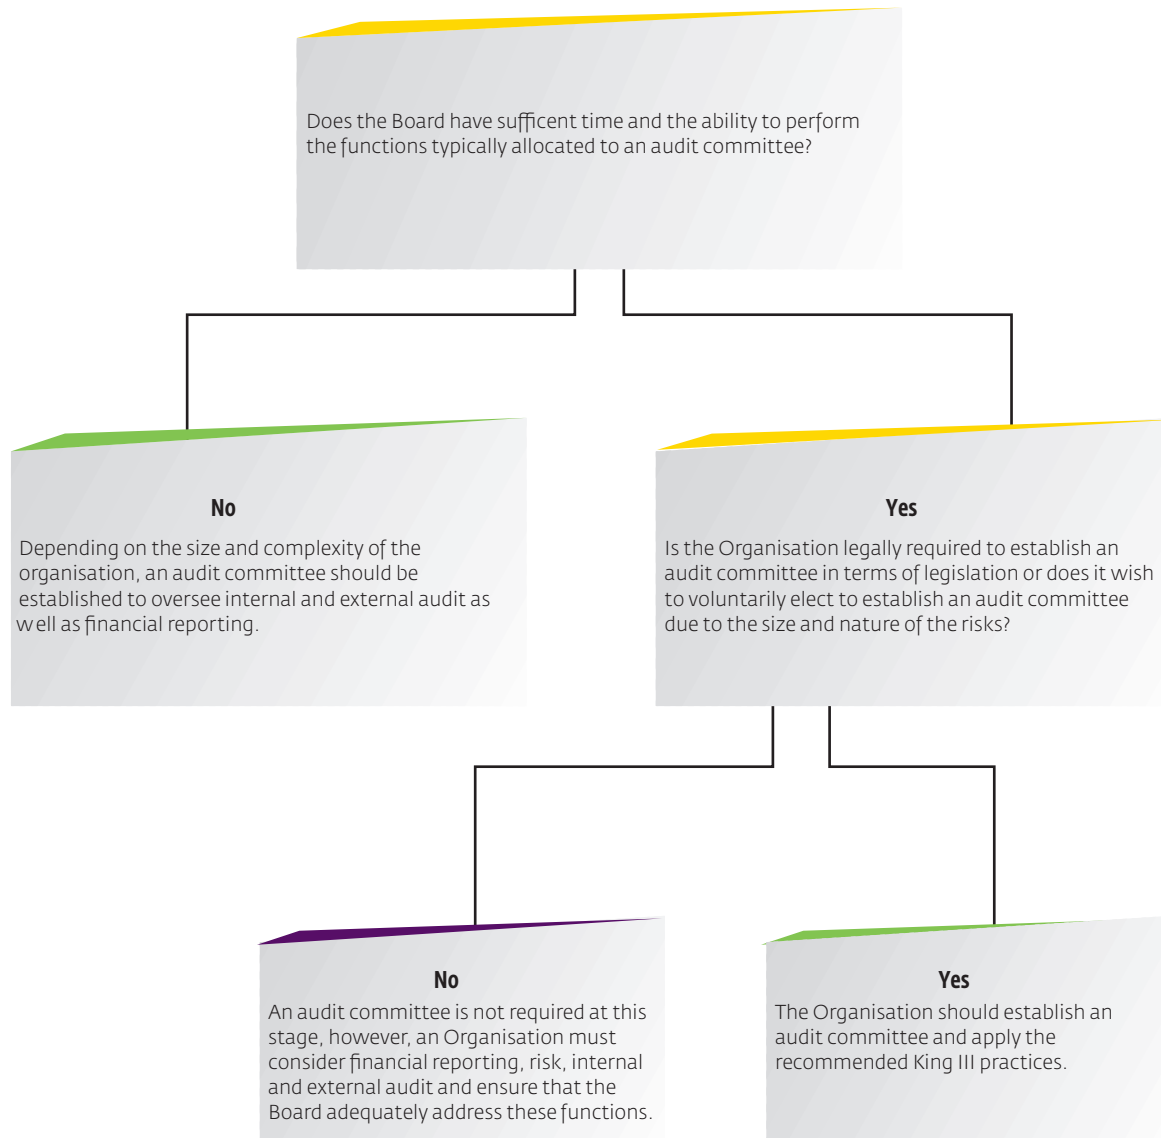 Does the Board have sufficent time and the ability to perform
the functions typically allocated to an audit committee?
No
Depending on the size and complexity of the
organisation, an audit committee should be
established to oversee internal and external audit as
well as financial reporting.
Yes
Is the Organisation legally required to establish an
audit committee in terms of legislation or does it wish
to voluntarily elect to establish an audit committee
due to the size and nature of the risks?
No
An audit committee is not required at this
stage, however, an Organisation must
consider financial reporting, risk, internal
and external audit and ensure that the
Board adequately address these functions.
Yes
The Organisation should establish an
audit committee and apply the
recommended King III practices.